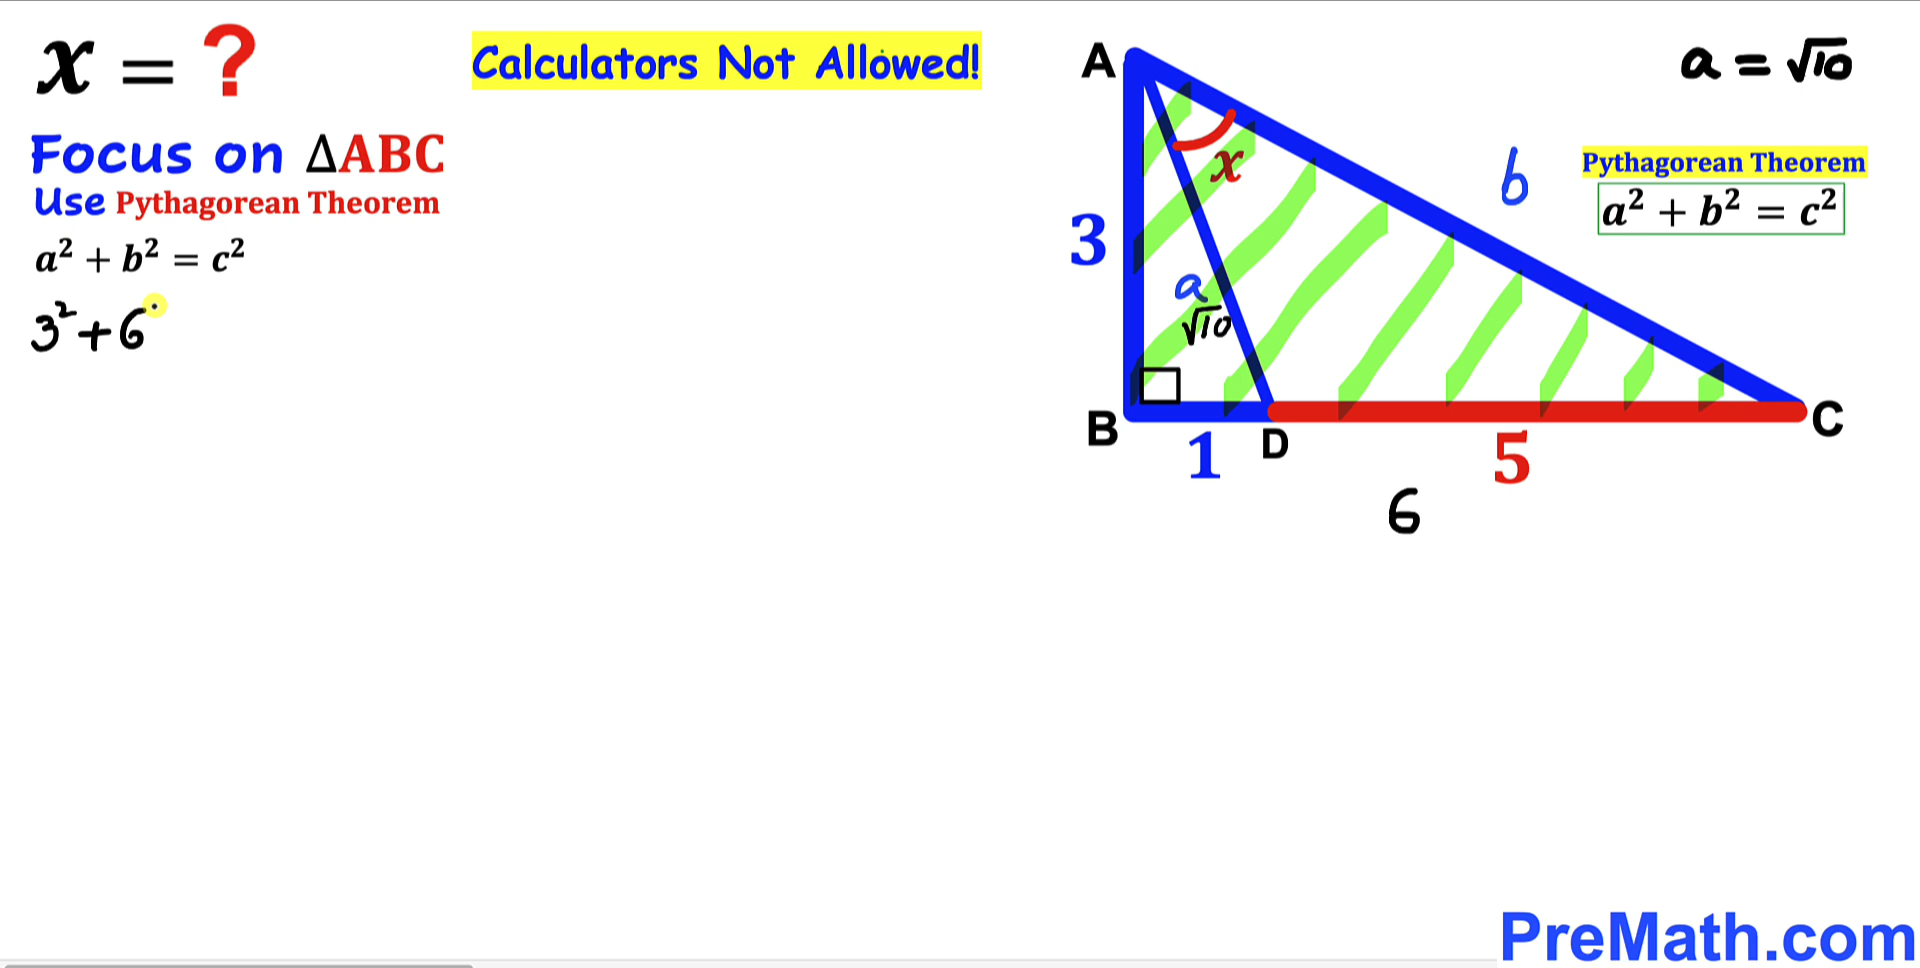 x = ?
Calculators Not Allowed!
Focus on ΔABC
Use Pythagorean Theorem
a² + b² = c²
3² + 6
A
a = √10
x
b
Pythagorean Theorem
a² + b² = c²
3
a
√10
B
1
D
5
C
6
PreMath.com